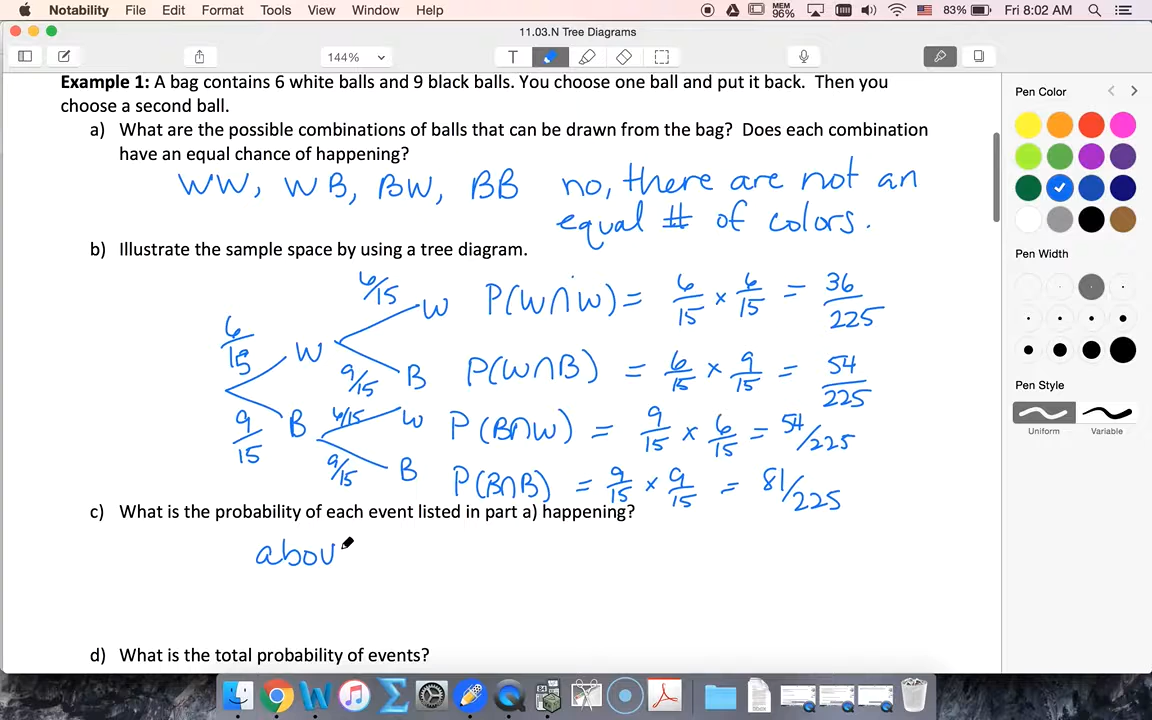 Notability File Edit Format Tools View Window Help MEM 96% 83% Fri 8:02 AM
11.03.N Tree Diagrams
144% T
Example 1: A bag contains 6 white balls and 9 black balls. You choose one ball and put it back. Then you
choose a second ball.
a) What are the possible combinations of balls that can be drawn from the bag? Does each combination
have an equal chance of happening?
WW, WB, BW, BB no, there are not an
equal # of colors.
b) Illustrate the sample space by using a tree diagram.
6/15 W P(W∩W) = 6/15 × 6/15 = 36/225
6/15 W
9/15 B P(W∩B) = 6/15 × 9/15 = 54/225
9/15 B 6/15 W P(B∩W) = 9/15 × 6/15 = 54/225
9/15 B P(B∩B) = 9/15 × 9/15 = 81/225
c) What is the probability of each event listed in part a) happening?
abov
d) What is the total probability of events?
Pen Color
Pen Width
Pen Style
Uniform Variable